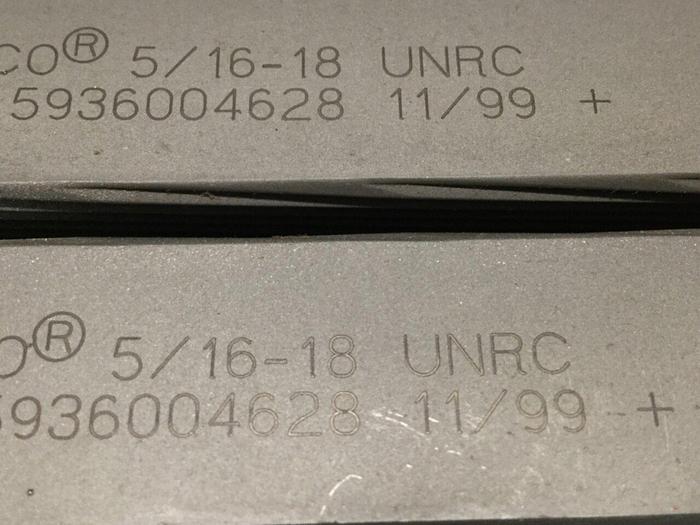 CO® 5/16-18 UNRC
5936004628 11/99 +
O® 5/16-18 UNRC
5936004628 11/99 +